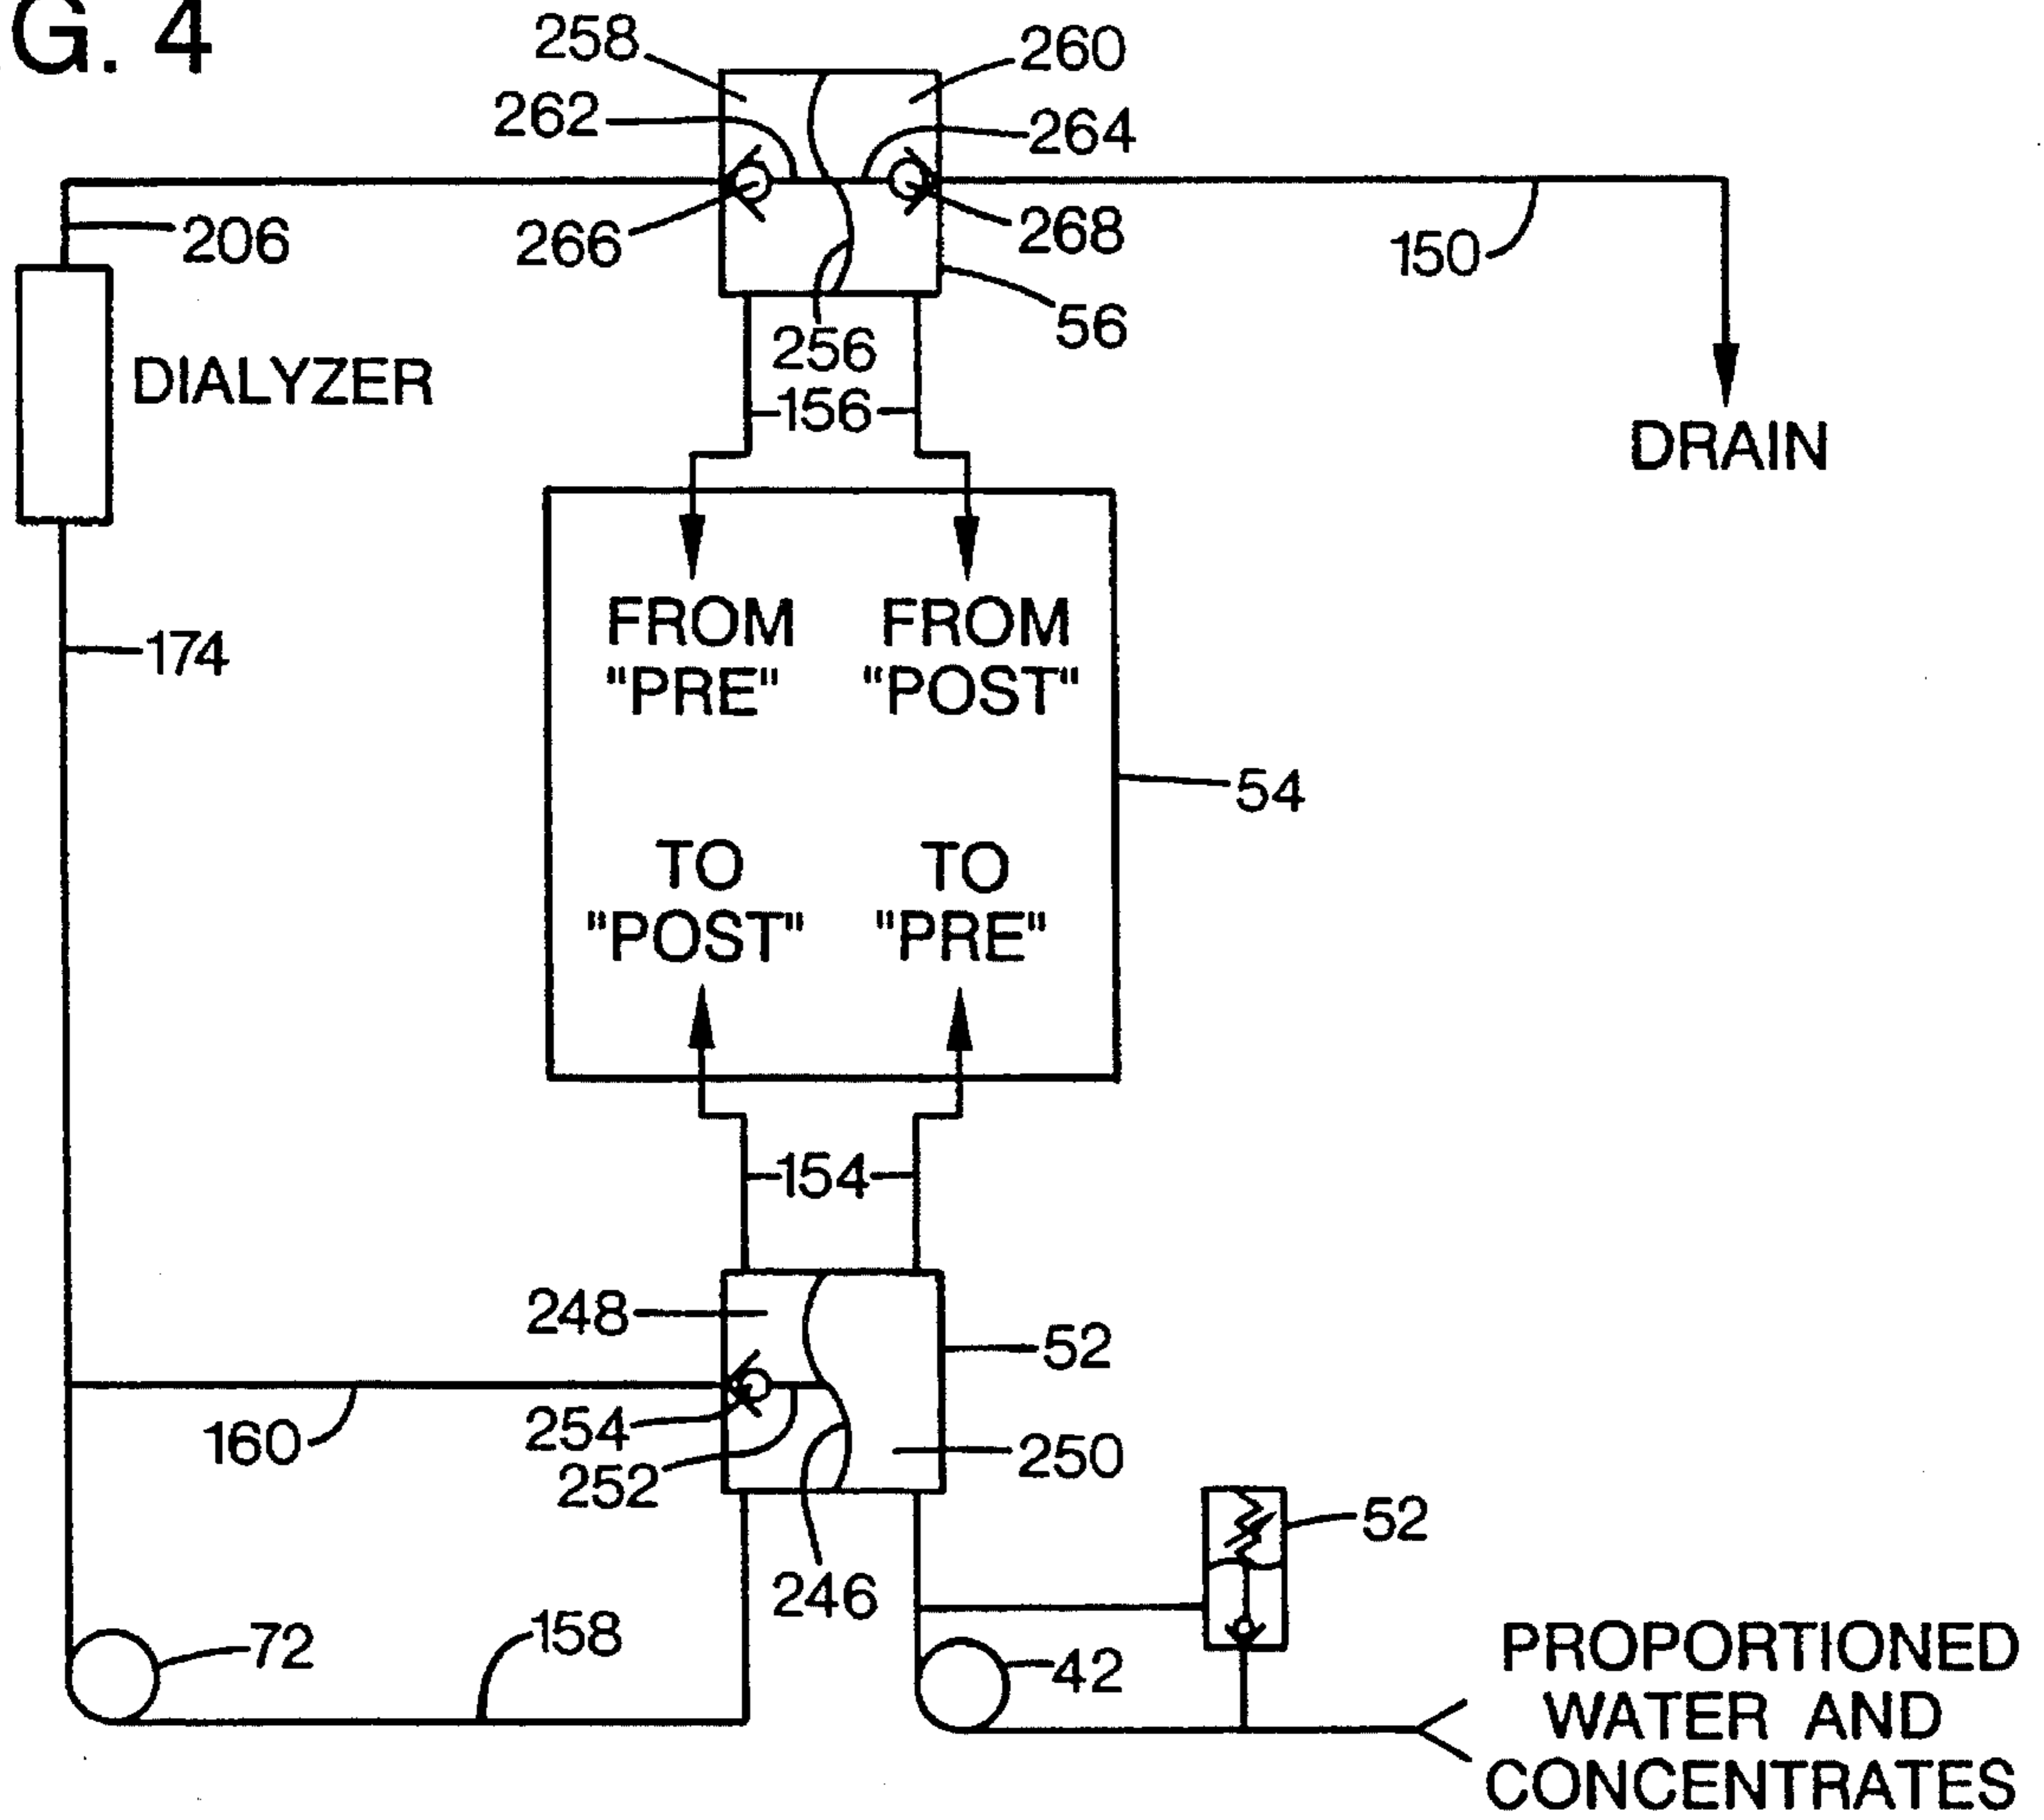 G. 4
258
260
262
264
206
266
268
150
56
256
DIALYZER
156
DRAIN
FROM "PRE"
FROM "POST"
174
54
TO "POST"
TO "PRE"
154
248
52
160
254
252
250
52
246
72
158
42
PROPORTIONED
WATER AND
CONCENTRATES